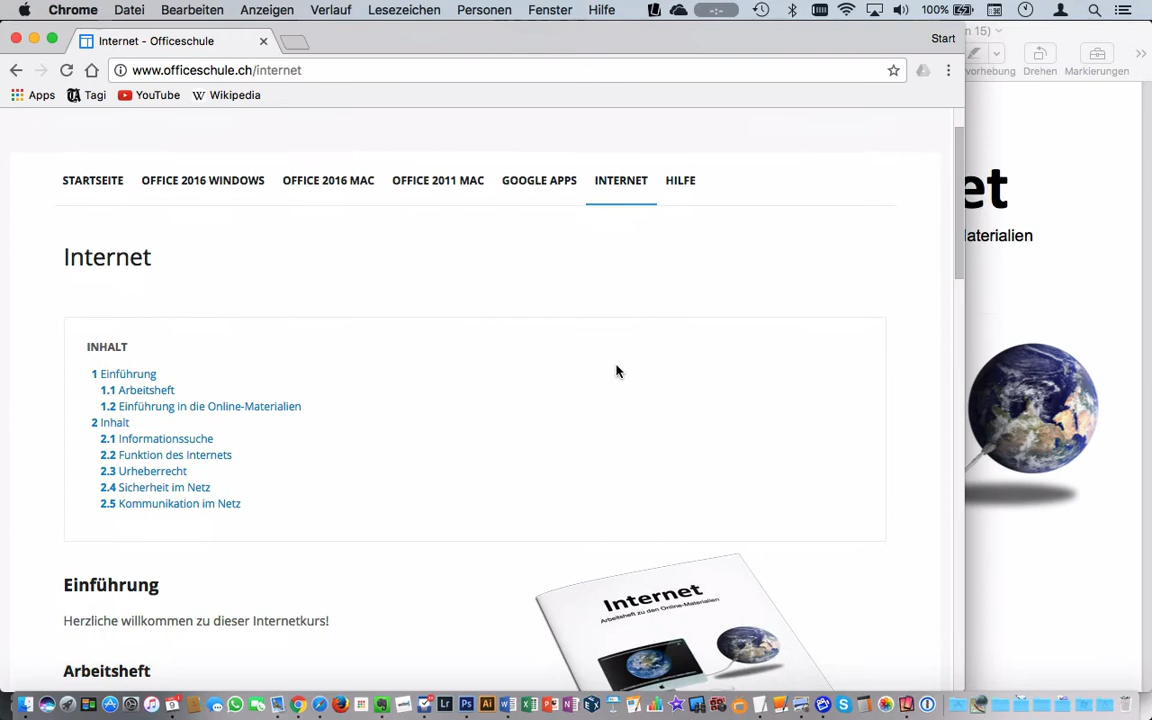 Chrome Datei Bearbeiten Anzeigen Verlauf Lesezeichen Personen Fenster Hilfe 100%
Internet - Officeschule Start
www.officeschule.ch/internet
Apps Tagi YouTube Wikipedia
n 15)
vorhebung Drehen Markierungen
STARTSEITE OFFICE 2016 WINDOWS OFFICE 2016 MAC OFFICE 2011 MAC GOOGLE APPS INTERNET HILFE
et
Materialien
Internet
INHALT
1 Einführung
1.1 Arbeitsheft
1.2 Einführung in die Online-Materialien
2 Inhalt
2.1 Informationssuche
2.2 Funktion des Internets
2.3 Urheberrecht
2.4 Sicherheit im Netz
2.5 Kommunikation im Netz
Einführung
Herzliche willkommen zu dieser Internetkurs!
Arbeitsheft
Internet
Arbeitsheft zu den Online-Materialien